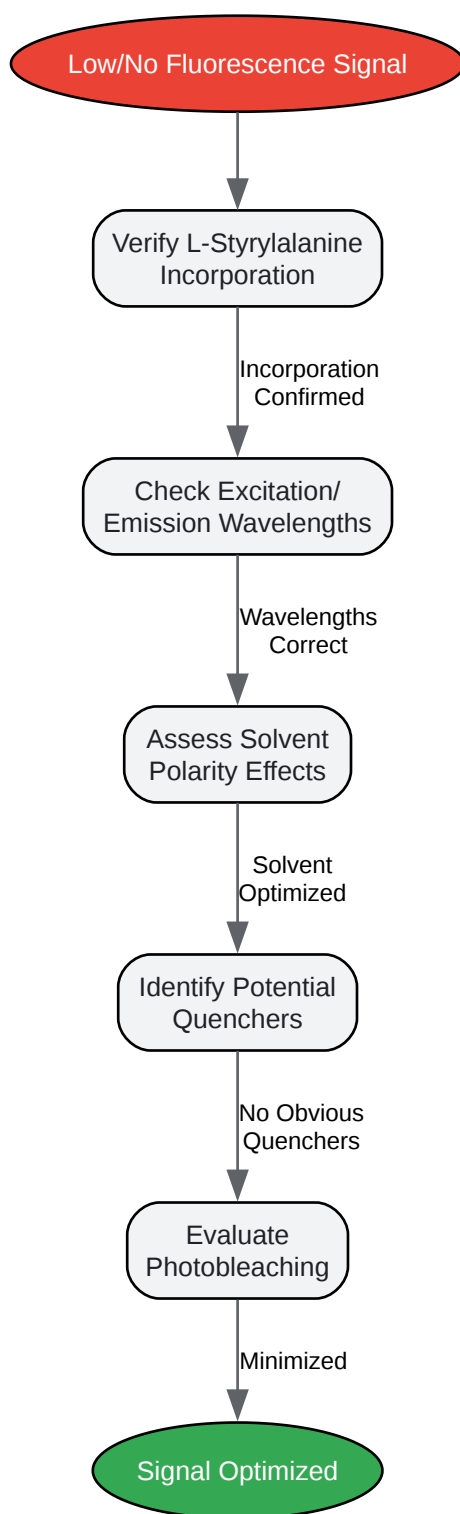 Low/No Fluorescence Signal
Verify L-Styrylalanine
Incorporation
Incorporation
Confirmed
Check Excitation/
Emission Wavelengths
Wavelengths
Correct
Assess Solvent
Polarity Effects
Solvent
Optimized
Identify Potential
Quenchers
No Obvious
Quenchers
Evaluate
Photobleaching
Minimized
Signal Optimized